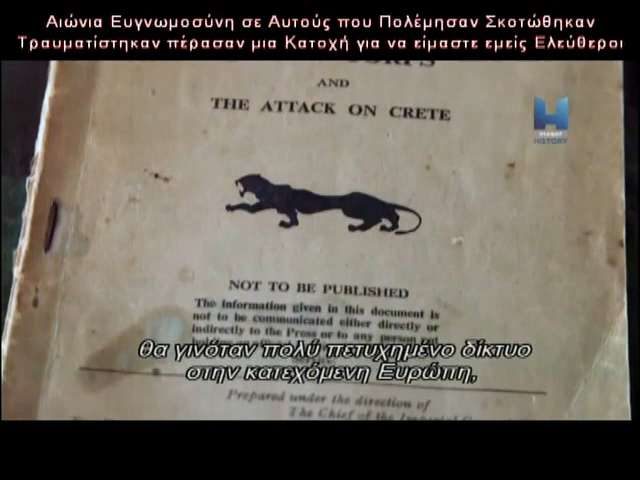 Αιώνια Ευγνωμοσύνη σε Αυτούς που Πολέμησαν Σκοτώθηκαν
Τραυματίστηκαν πέρασαν μια Κατοχή για να είμαστε εμείς Ελεύθεροι
AND
THE ATTACK ON CRETE
H
VIASAT
HISTORY
NOT TO BE PUBLISHED
The information given in this document is
not to be communicated either directly or
indirectly to the Press or to any person not
θα γινόταν πολύ πετυχημένο δίκτυο
στην κατεχόμενη Ευρώπη,
Prepared under the direction of
The Chief of the Imperial